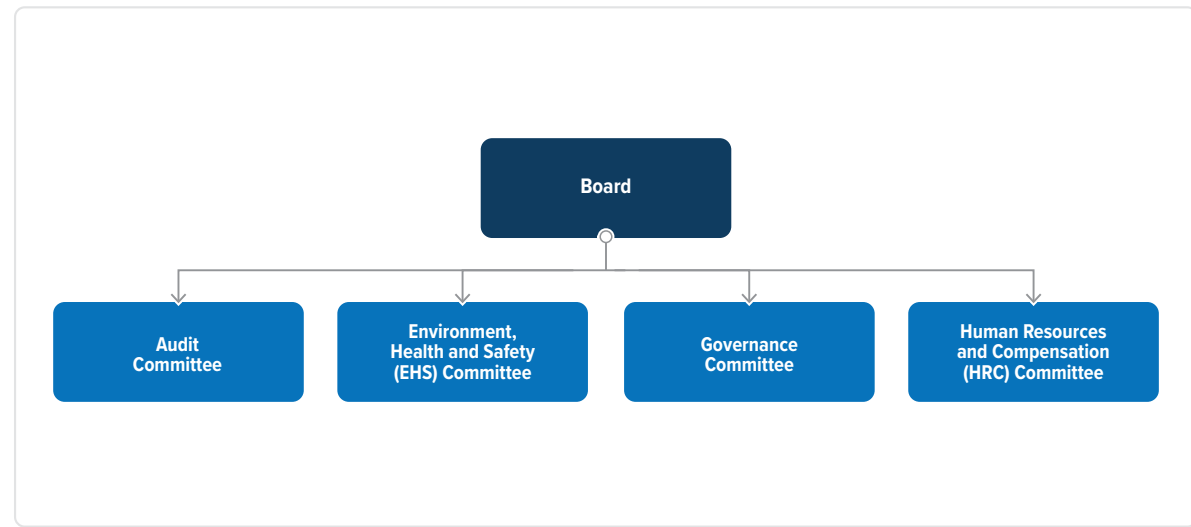 Board
Audit
Committee
Environment,
Health and Safety
(EHS) Committee
Governance
Committee
Human Resources
and Compensation
(HRC) Committee